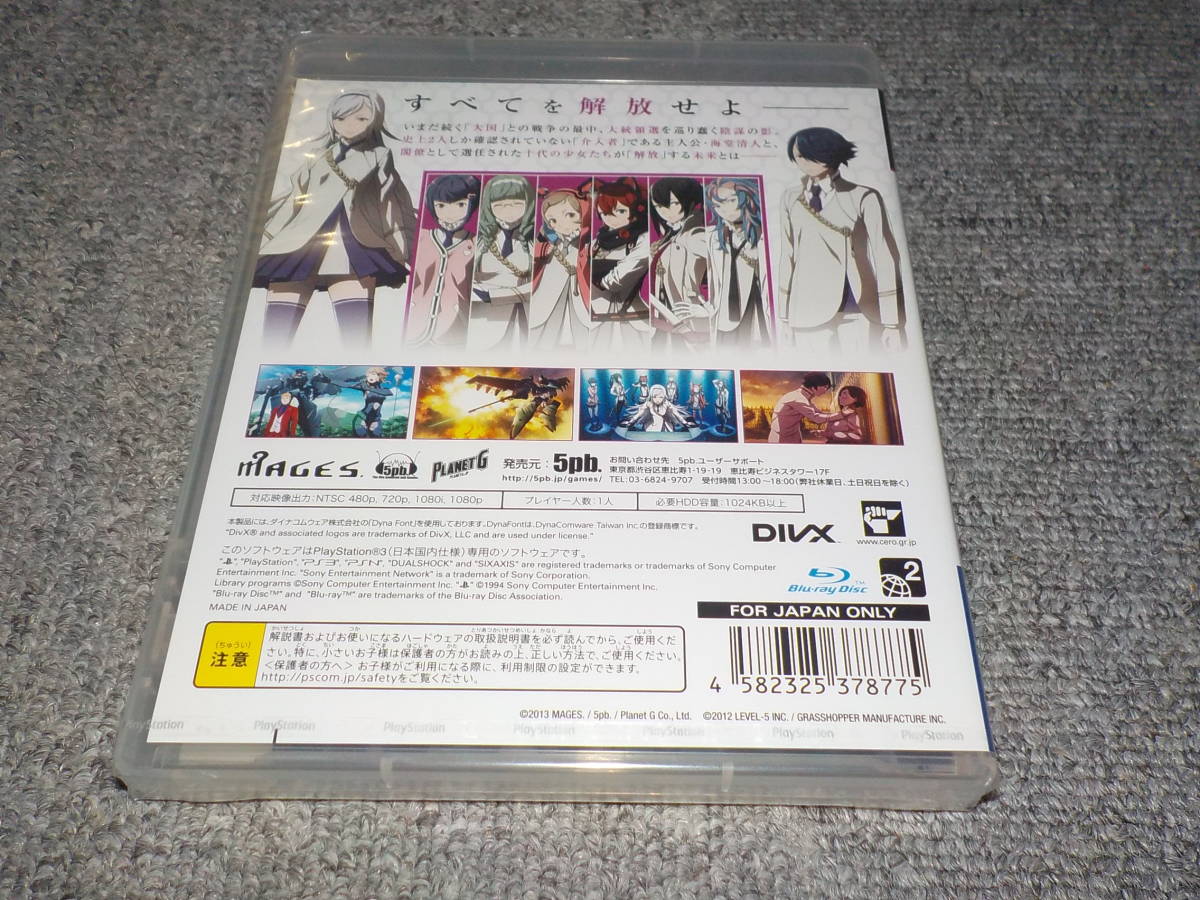 すべてを解放せよ
いまだ続く「大国」との戦争の最中、大統領選を巡り蠢く陰謀の影。
史上2人しか確認されていない「介入者」である主人公・海堂清人と、
閣僚として選任された十代の少女たちが「解放」する未来とは
MAGES.
5pb.
PLANET G
発売元: 5pb.
http://5pb.jp/games/
お問い合わせ先 5pb.ユーザーサポート
東京都渋谷区恵比寿1-19-19 恵比寿ビジネスタワー17F
TEL:03-6824-9707 受付時間13:00~18:00(弊社休業日、土日祝日を除く)
対応映像出力:NTSC 480p, 720p, 1080i, 1080p
プレイヤー人数:1人
必要HDD容量:1024KB以上
本製品には、ダイナコムウェア株式会社の「Dyna Font」を使用しております。DynaFontは、DynaComware Taiwan Inc.の登録商標です。
"DivX® and associated logos are trademarks of DivX, LLC and are used under license."
DIVX
www.cero.gr.jp
このソフトウェアはPlayStation®3(日本国内仕様)専用のソフトウェアです。
"PlayStation", "PS3", "PSN", "DUALSHOCK" and "SIXAXIS" are registered trademarks or trademarks of Sony Computer
Entertainment Inc. "Sony Entertainment Network" is a trademark of Sony Corporation.
Library programs ©Sony Computer Entertainment Inc. ©1994 Sony Computer Entertainment Inc.
"Blu-ray Disc™" and "Blu-ray™" are trademarks of the Blu-ray Disc Association.
MADE IN JAPAN
Blu-ray Disc™
2
FOR JAPAN ONLY
(ちゅうい)
注意
解説書およびお使いになるハードウェアの取扱説明書を必ず読んでから、ご使用くだ
さい。特に、小さいお子様は保護者の方がお読みの上、正しい方法で、ご使用ください。
<保護者の方へ> お子様がご利用になる際に、利用制限の設定ができます。
http://pscom.jp/safetyをご覧ください。
4 582325 378775
©2013 MAGES. / 5pb. / Planet G Co., Ltd. ©2012 LEVEL-5 INC. / GRASSHOPPER MANUFACTURE INC.
PlayStation PlayStation PlayStation PlayStation PlayStation PlayStation PlayStation